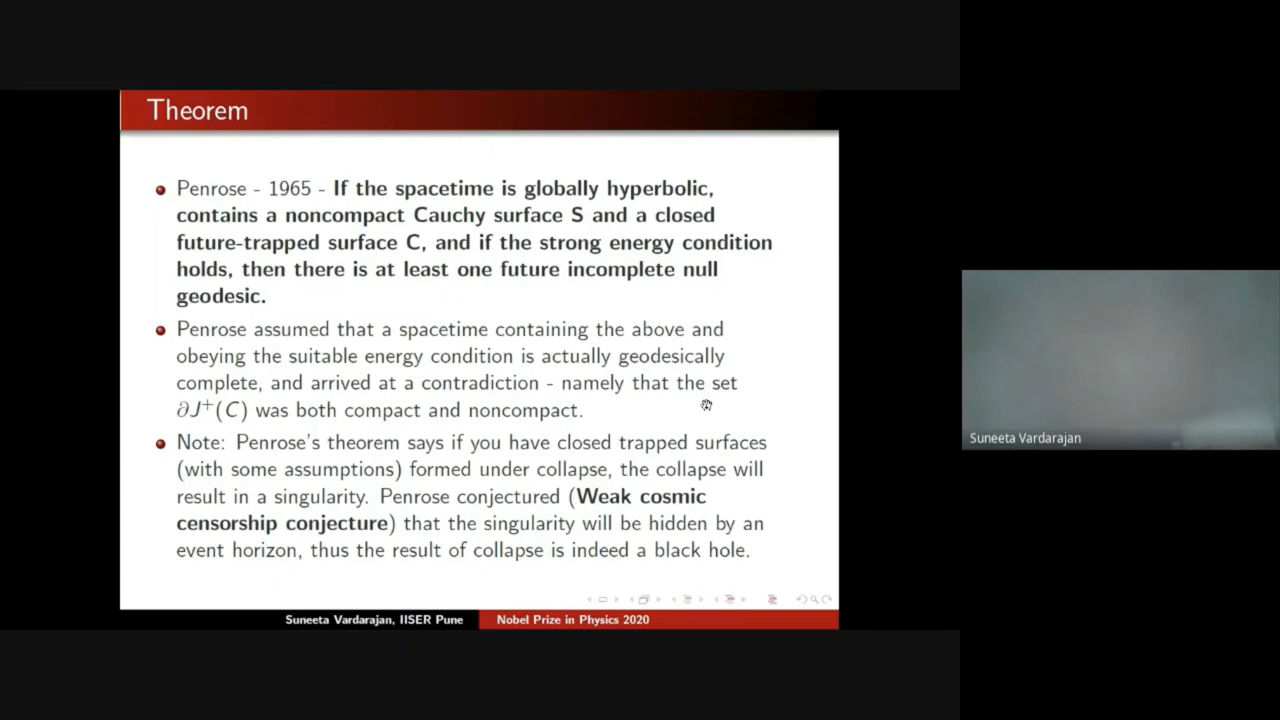 Theorem
Penrose - 1965 - If the spacetime is globally hyperbolic,
contains a noncompact Cauchy surface S and a closed
future-trapped surface C, and if the strong energy condition
holds, then there is at least one future incomplete null
geodesic.
Penrose assumed that a spacetime containing the above and
obeying the suitable energy condition is actually geodesically
complete, and arrived at a contradiction - namely that the set
∂J⁺(C) was both compact and noncompact.
Note: Penrose's theorem says if you have closed trapped surfaces
(with some assumptions) formed under collapse, the collapse will
result in a singularity. Penrose conjectured (Weak cosmic
censorship conjecture) that the singularity will be hidden by an
event horizon, thus the result of collapse is indeed a black hole.
Suneeta Vardarajan, IISER Pune
Nobel Prize in Physics 2020
Suneeta Vardarajan